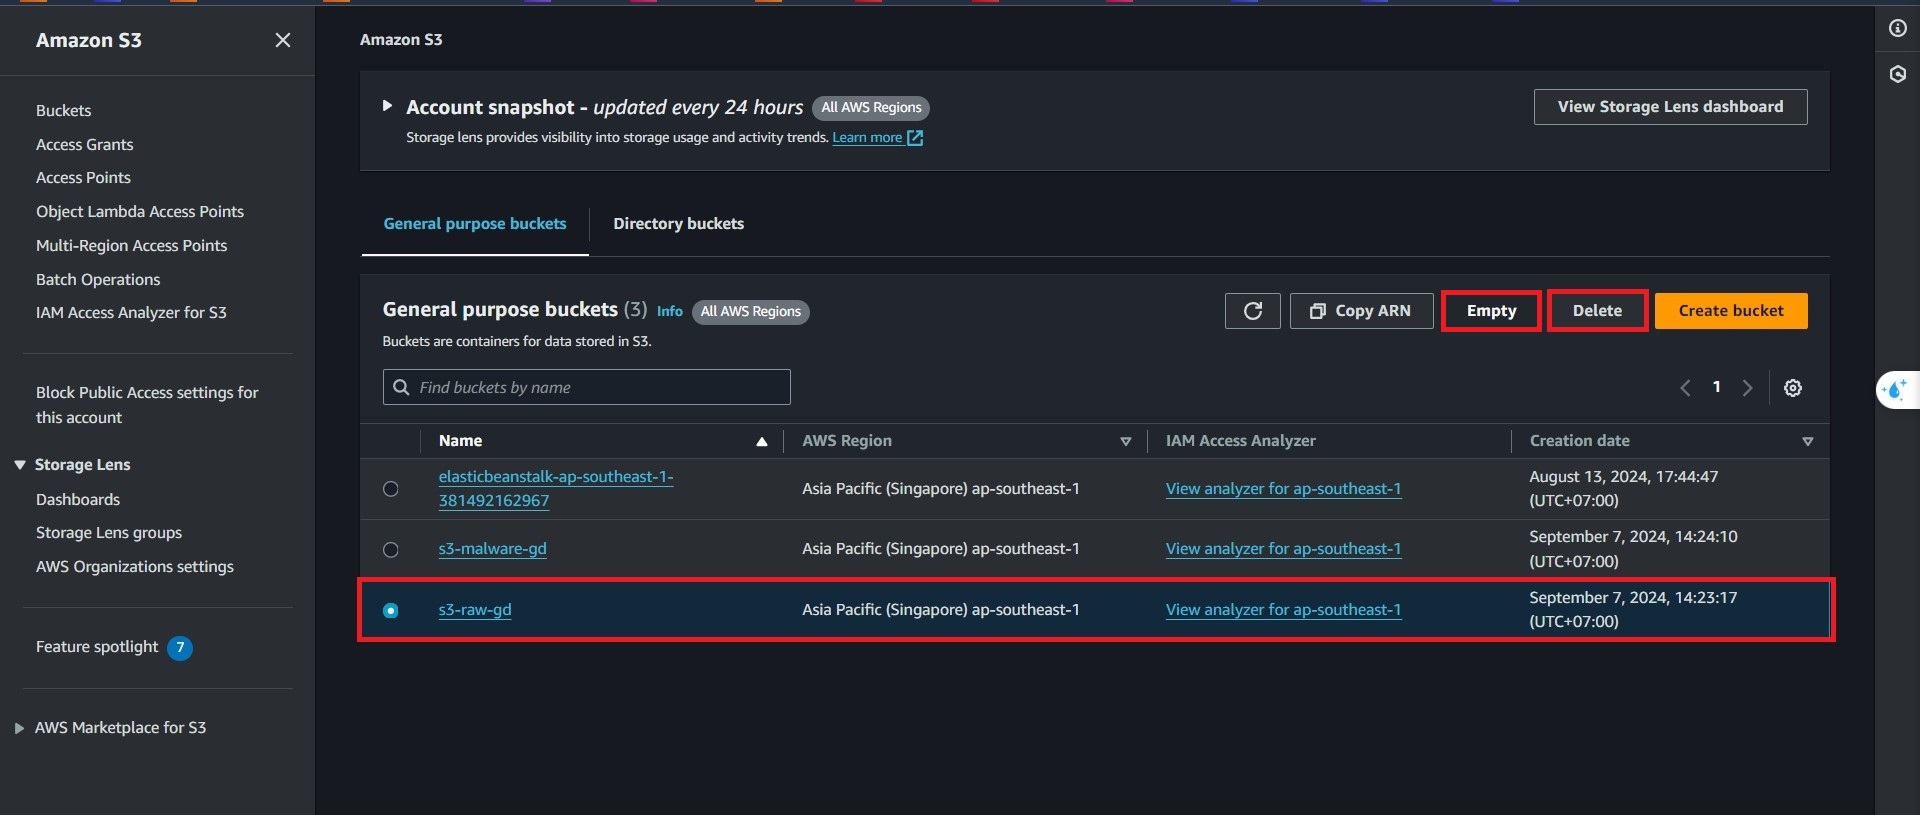 Amazon S3
Buckets
Access Grants
Access Points
Object Lambda Access Points
Multi-Region Access Points
Batch Operations
IAM Access Analyzer for S3
Block Public Access settings for
this account
Storage Lens
Dashboards
Storage Lens groups
AWS Organizations settings
Feature spotlight 7
AWS Marketplace for S3
Amazon S3
Account snapshot - updated every 24 hours All AWS Regions
Storage lens provides visibility into storage usage and activity trends. Learn more
View Storage Lens dashboard
General purpose buckets Directory buckets
General purpose buckets (3) Info All AWS Regions
Buckets are containers for data stored in S3.
Copy ARN Empty Delete Create bucket
Find buckets by name
1
Name AWS Region IAM Access Analyzer Creation date
elasticbeanstalk-ap-southeast-1-
381492162967
Asia Pacific (Singapore) ap-southeast-1
View analyzer for ap-southeast-1
August 13, 2024, 17:44:47
(UTC+07:00)
s3-malware-gd
Asia Pacific (Singapore) ap-southeast-1
View analyzer for ap-southeast-1
September 7, 2024, 14:24:10
(UTC+07:00)
s3-raw-gd
Asia Pacific (Singapore) ap-southeast-1
View analyzer for ap-southeast-1
September 7, 2024, 14:23:17
(UTC+07:00)